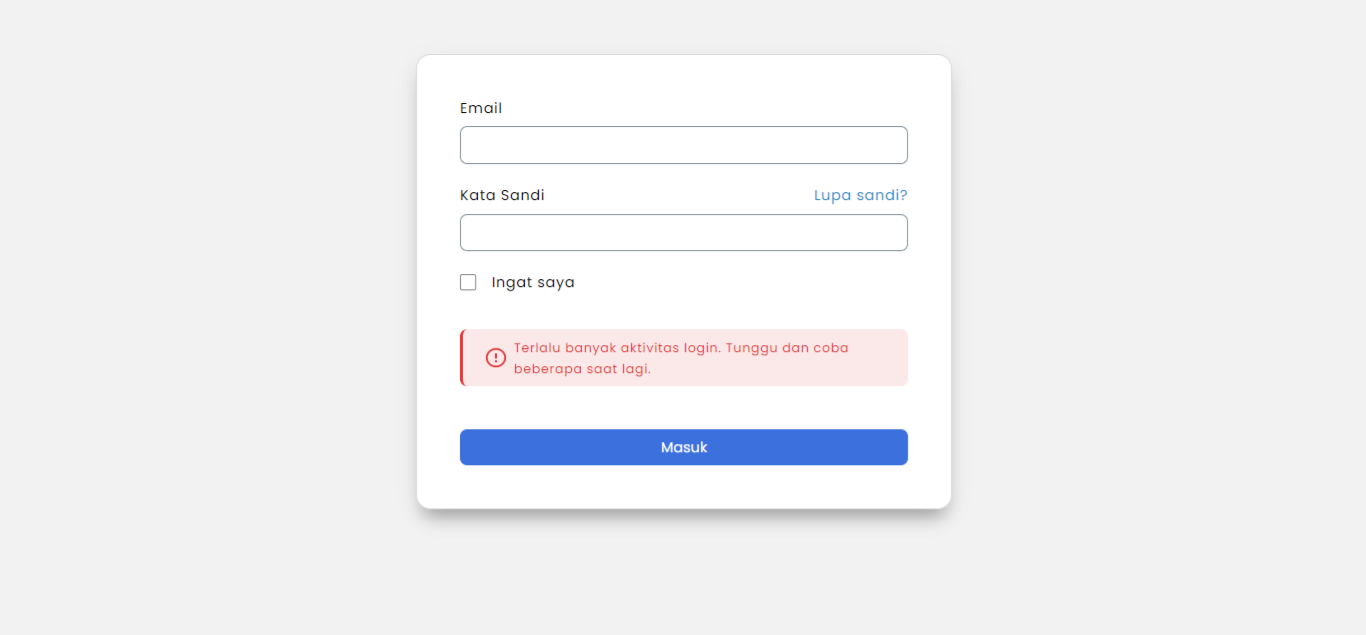 Email
Kata Sandi
Lupa sandi?
Ingat saya
Terlalu banyak aktivitas login. Tunggu dan coba
beberapa saat lagi.
Masuk